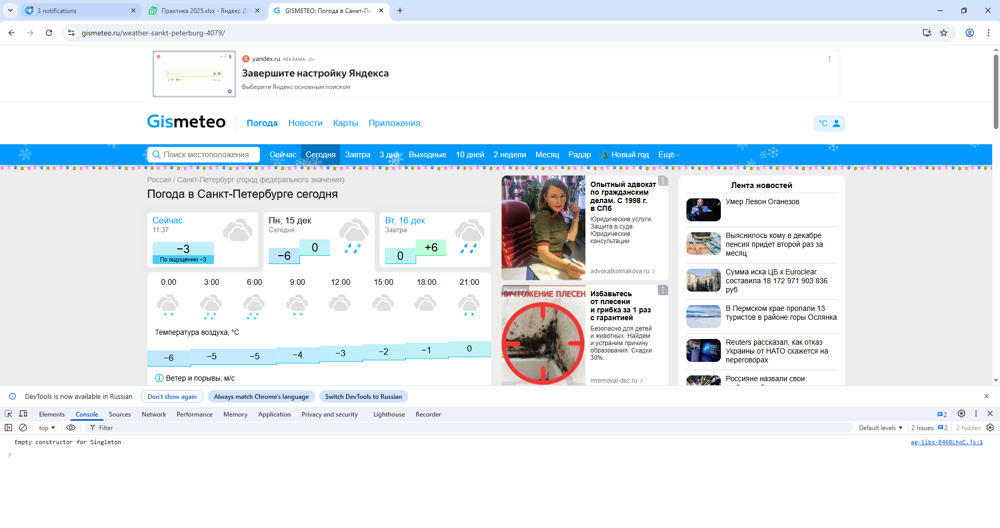 3 notifications
Практика 2025.xlsx - Яндекс Д
GISMETEO: Погода в Санкт-Пе
gismeteo.ru/weather-sankt-peterburg-4079/
yandex.ru РЕКЛАМА • 0+
Завершите настройку Яндекса
Выберите Яндекс основным поиском
Gismeteo
Погода Новости Карты Приложения
°C
Поиск местоположения
Сейчас Сегодня Завтра 3 дня Выходные 10 дней 2 недели Месяц Радар Новый год Ещё
Россия / Санкт-Петербург (город федерального значения)
Погода в Санкт-Петербурге сегодня
Сейчас
11:37
−3
По ощущению −3
Пн, 15 дек
Сегодня
−6
0
Вт, 16 дек
Завтра
0
+6
0:00 3:00 6:00 9:00 12:00 15:00 18:00 21:00
Температура воздуха, °C
−6 −5 −5 −4 −3 −2 −1 0
Ветер и порывы, м/с
Реклама
Опытный адвокат
по гражданским
делам. С 1998 г.
в СПб
Юридические услуги.
Защита в суде.
Юридические
консультации
advokatkolmakova.ru
Реклама
НИЧТОЖЕНИЕ ПЛЕСЕН
Избавьтесь
от плесени
и грибка за 1 раз
с гарантией
Безопасно для детей
и животных. Найдем
и устраним причину
образования. Скидки
30%.
mremoval-dez.ru
Лента новостей
Умер Левон Оганезов
Выяснилось кому в декабре
пенсия придет второй раз за
месяц
Сумма иска ЦБ к Euroclear
составила 18 172 971 903 836
руб
В Пермском крае пропали 13
туристов в районе горы Ослянка
Reuters рассказал, как отказ
Украины от НАТО скажется на
переговорах
NATO
OTAN
Россияне назвали свои
DevTools is now available in Russian Don't show again Always match Chrome's language Switch DevTools to Russian
Elements Console Sources Network Performance Memory Application Privacy and security Lighthouse Recorder 2
top Filter Default levels 2 Issues: 2 2 hidden
Empty constructor for Singleton ag-libs-B468LhoC.js:1